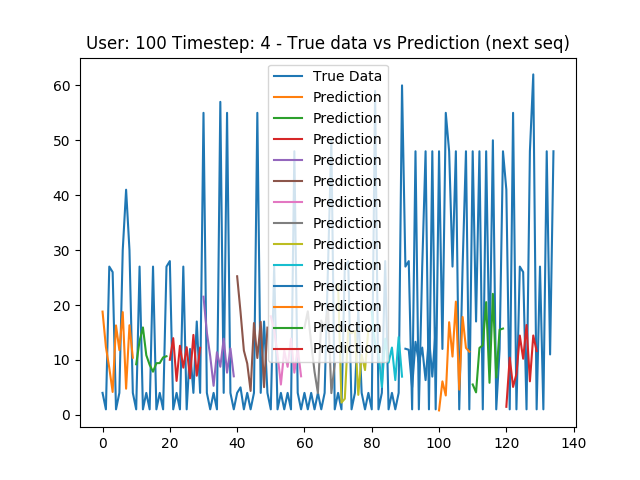 User: 100 Timestep: 4 - True data vs Prediction (next seq)
True Data
Prediction
Prediction
Prediction
Prediction
Prediction
Prediction
Prediction
Prediction
Prediction
Prediction
Prediction
Prediction
Prediction
60
50
40
30
20
10
0
0 20 40 60 80 100 120 140